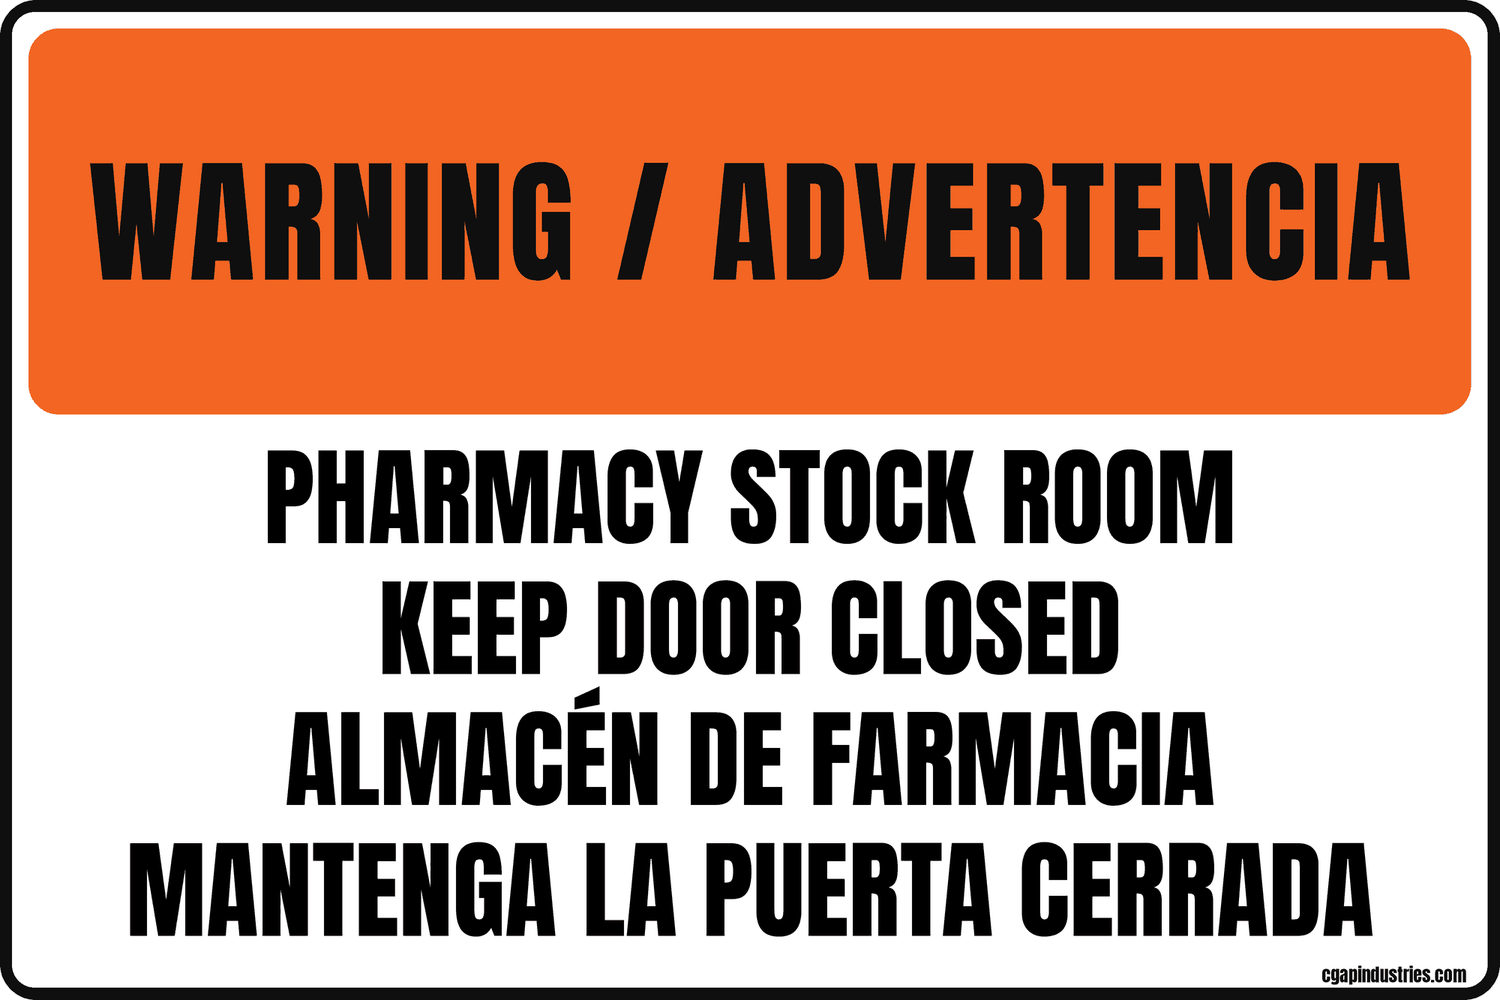 WARNING / ADVERTENCIA
PHARMACY STOCK ROOM
KEEP DOOR CLOSED
ALMACÉN DE FARMACIA
MANTENGA LA PUERTA CERRADA
cgapindustries.com